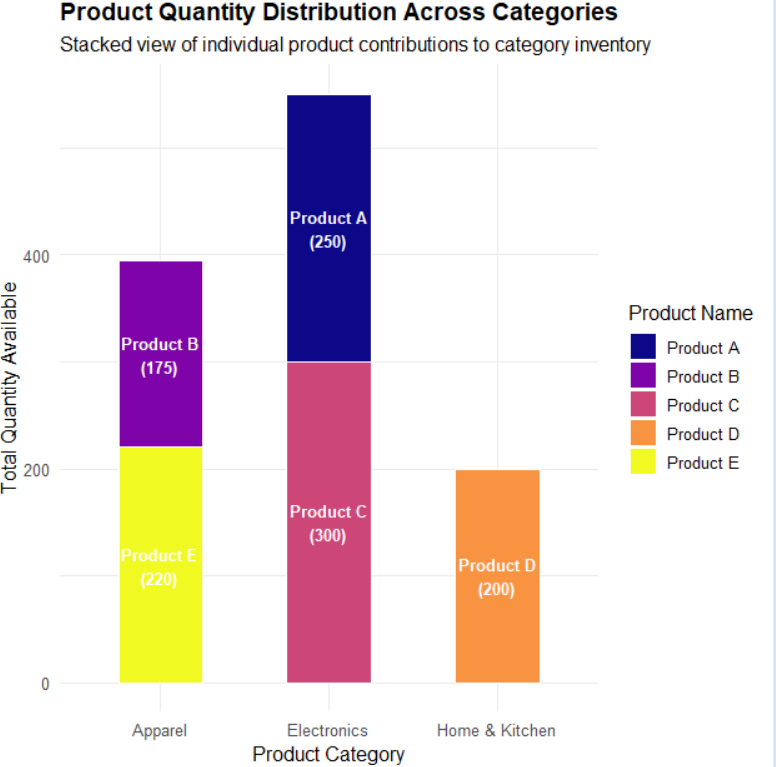 Product Quantity Distribution Across Categories
Stacked view of individual product contributions to category inventory
Total Quantity Available
400
200
0
Product A
(250)
Product B
(175)
Product C
(300)
Product E
(220)
Product D
(200)
Apparel
Electronics
Home & Kitchen
Product Category
Product Name
Product A
Product B
Product C
Product D
Product E